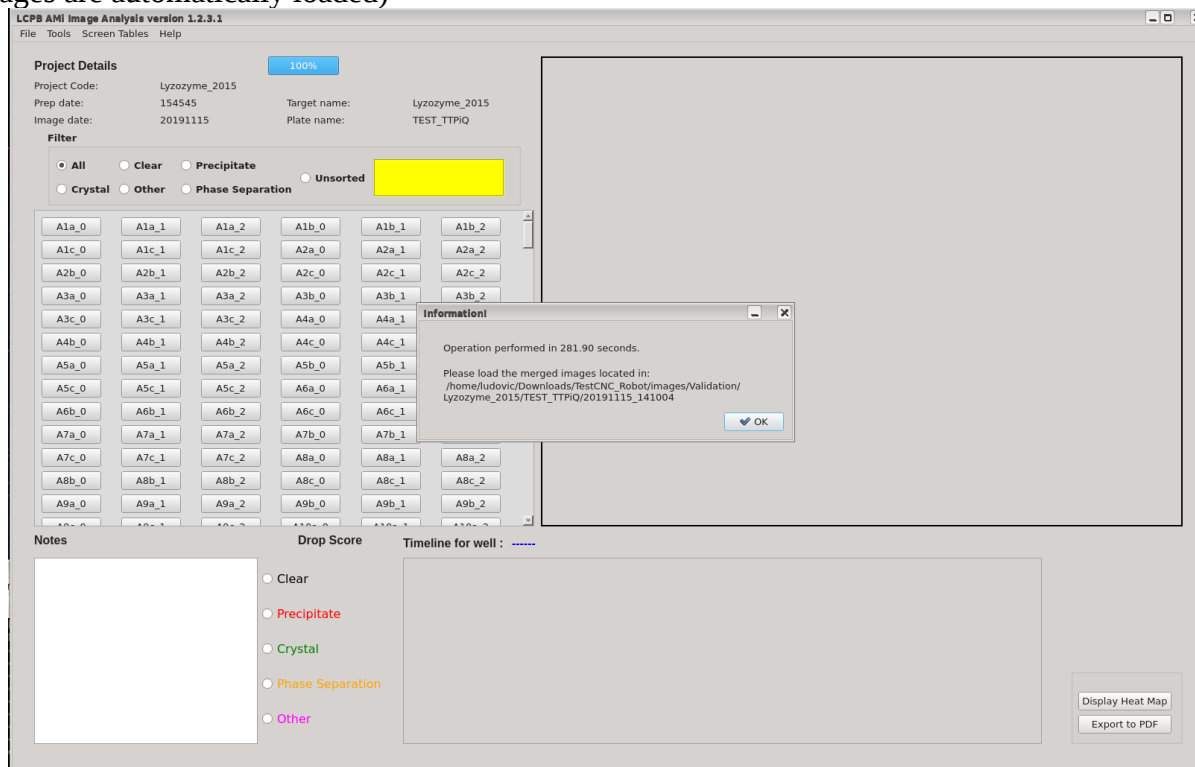 ages are automatically loaded)
LCPB AMi Image Analysis version 1.2.3.1
File Tools Screen Tables Help
Project Details
100%
Project Code: Lyzozyme_2015
Prep date: 154545 Target name: Lyzozyme_2015
Image date: 20191115 Plate name: TEST_TTPiQ
Filter
All Clear Precipitate
Unsorted
Crystal Other Phase Separation
A1a_0 A1a_1 A1a_2 A1b_0 A1b_1 A1b_2
A1c_0 A1c_1 A1c_2 A2a_0 A2a_1 A2a_2
A2b_0 A2b_1 A2b_2 A2c_0 A2c_1 A2c_2
A3a_0 A3a_1 A3a_2 A3b_0 A3b_1 A3b_2
A3c_0 A3c_1 A3c_2 A4a_0 A4a_1
A4b_0 A4b_1 A4b_2 A4c_0 A4c_1
A5a_0 A5a_1 A5a_2 A5b_0 A5b_1
A5c_0 A5c_1 A5c_2 A6a_0 A6a_1
A6b_0 A6b_1 A6b_2 A6c_0 A6c_1
A7a_0 A7a_1 A7a_2 A7b_0 A7b_1
A7c_0 A7c_1 A7c_2 A8a_0 A8a_1 A8a_2
A8b_0 A8b_1 A8b_2 A8c_0 A8c_1 A8c_2
A9a_0 A9a_1 A9a_2 A9b_0 A9b_1 A9b_2
Information!
Operation performed in 281.90 seconds.
Please load the merged images located in:
/home/ludovic/Downloads/TestCNC_Robot/images/Validation/
Lyzozyme_2015/TEST_TTPiQ/20191115_141004
OK
Notes
Drop Score
Timeline for well : ------
Clear
Precipitate
Crystal
Phase Separation
Other
Display Heat Map
Export to PDF